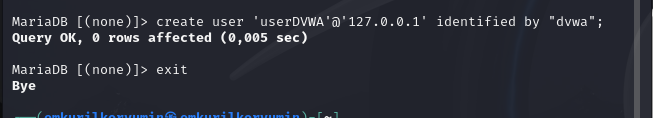 MariaDB [(none)]> create user 'userDVWA'@'127.0.0.1' identified by "dvwa";
Query OK, 0 rows affected (0,005 sec)
MariaDB [(none)]> exit
Bye